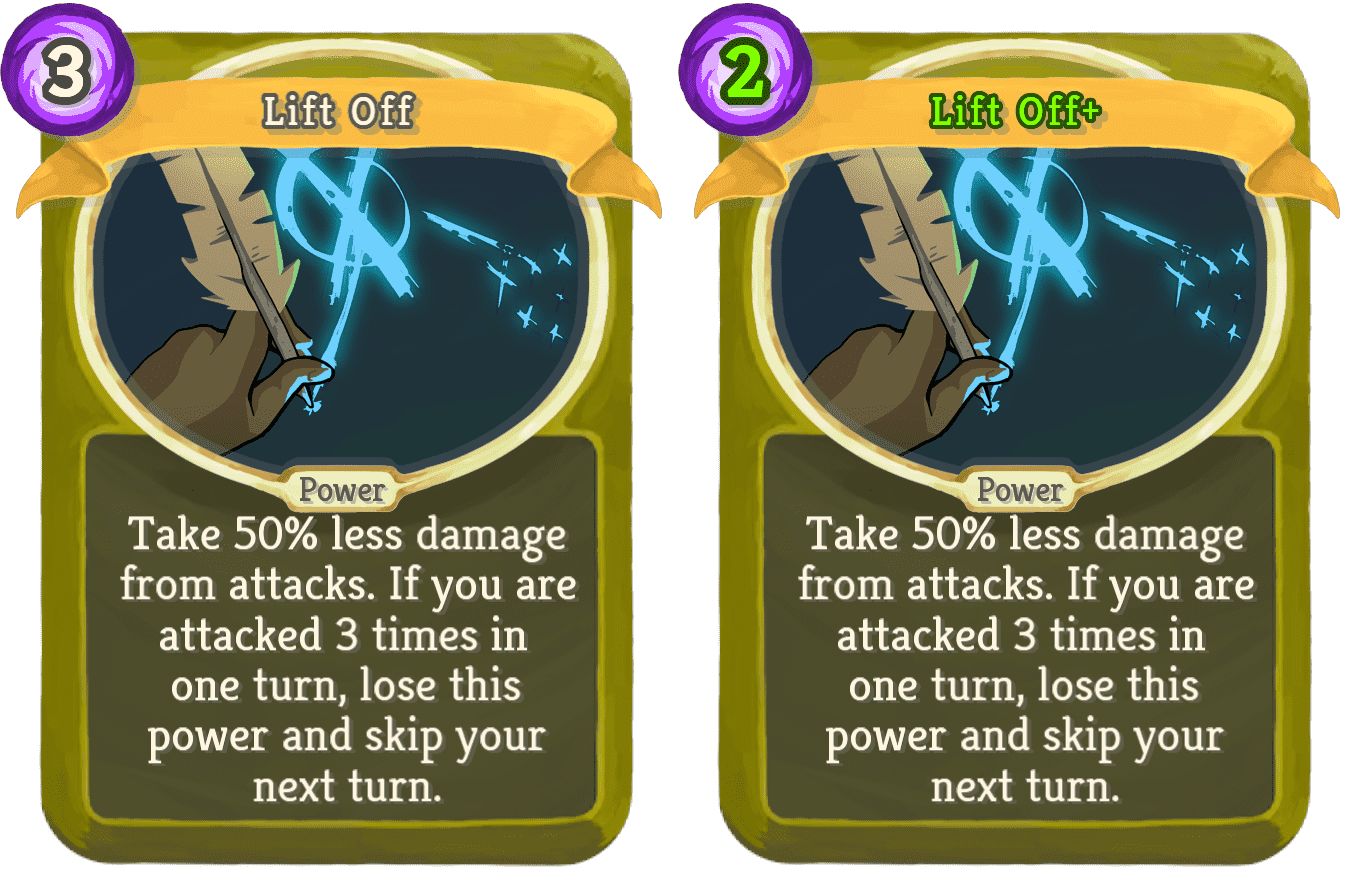 3
Lift Off
Power
Take 50% less damage
from attacks. If you are
attacked 3 times in
one turn, lose this
power and skip your
next turn.
2
Lift Off+
Power
Take 50% less damage
from attacks. If you are
attacked 3 times in
one turn, lose this
power and skip your
next turn.